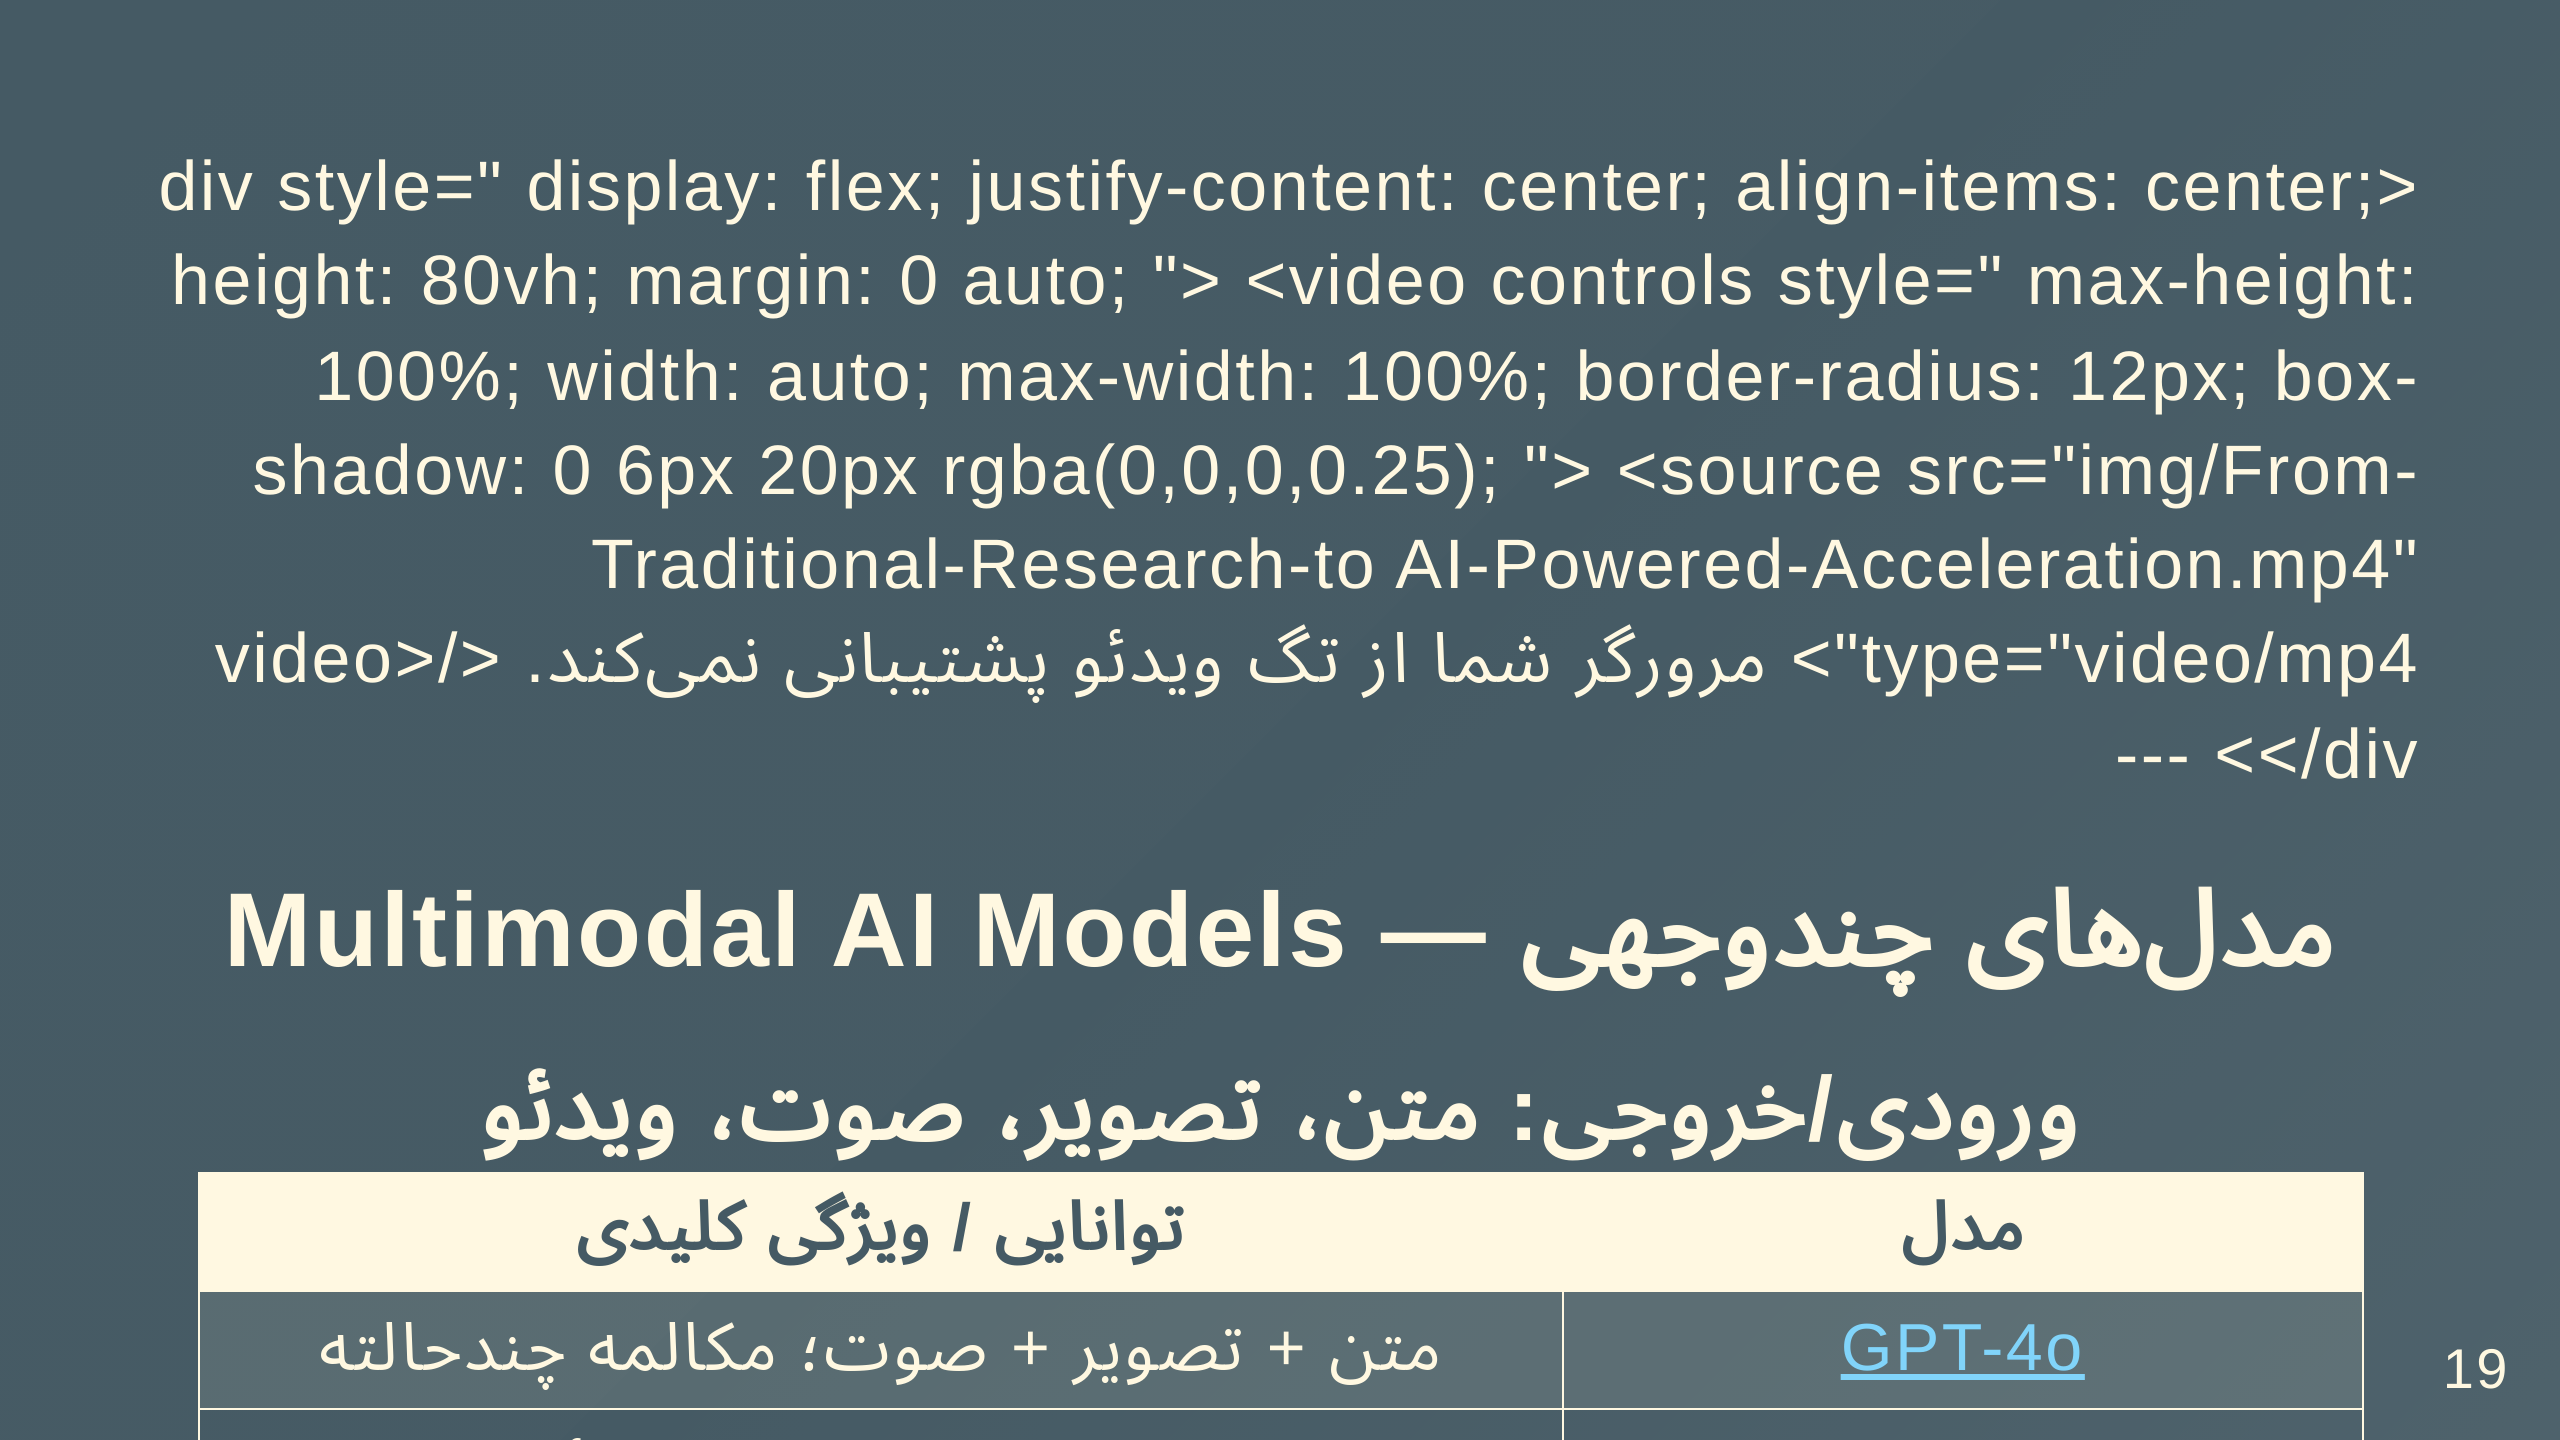 <div style=" display: flex; justify-content: center; align-items: center;
height: 80vh; margin: 0 auto; "> <video controls style=" max-height:
100%; width: auto; max-width: 100%; border-radius: 12px; box-
shadow: 0 6px 20px rgba(0,0,0,0.25); "> <source src="img/From-
Traditional-Research-to AI-Powered-Acceleration.mp4"
type="video/mp4"> مرورگر شما از تگ ویدئو پشتیبانی نمی‌کند. </video>
</div> ---
مدل‌های چندوجهی — Multimodal AI Models
ورودی/خروجی: متن، تصویر، صوت، ویدئو
مدل
توانایی / ویژگی کلیدی
GPT-4o
متن + تصویر + صوت؛ مکالمه چندحالته
19